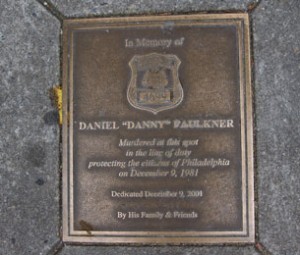 In Memory of
DANIEL "DANNY" FAULKNER
Murdered at this spot
in the line of duty
protecting the citizens of Philadelphia
on December 9, 1981
Dedicated December 9, 2001
By His Family & Friends